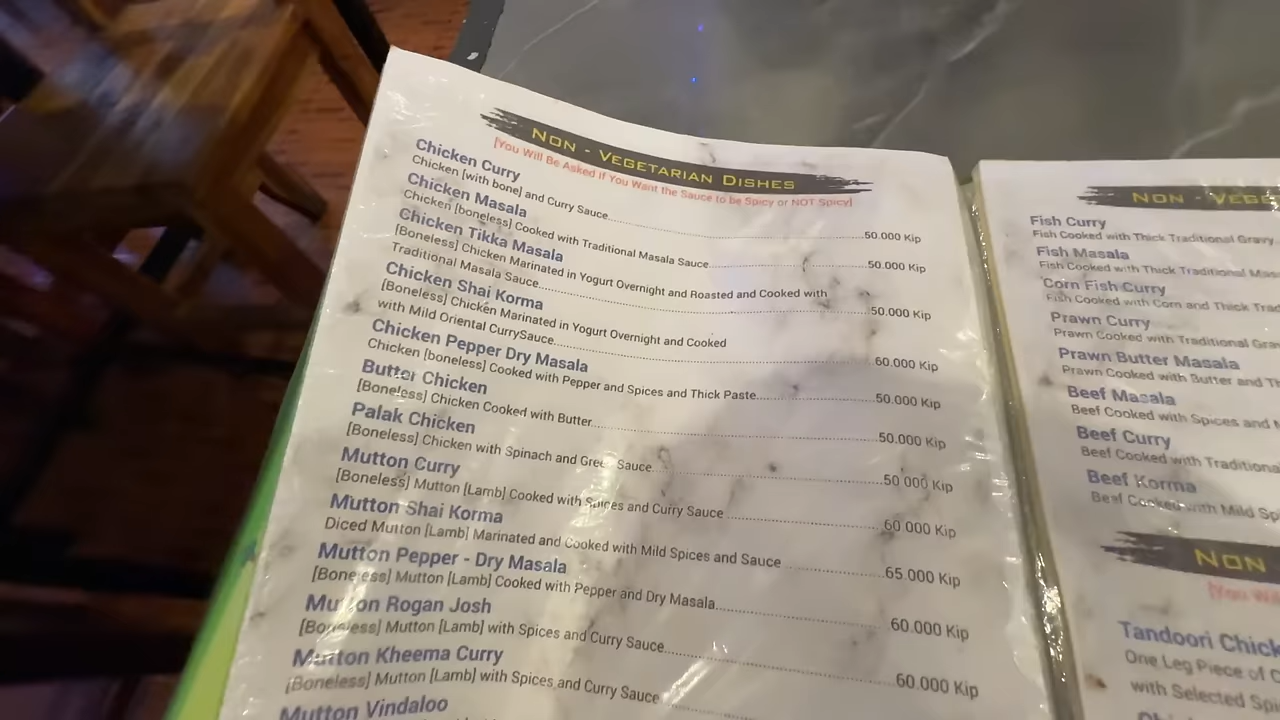 NON - VEGETARIAN DISHES
[You Will Be Asked if You Want the Sauce to be Spicy or NOT Spicy]
Chicken Curry
Chicken [with bone] and Curry Sauce 50.000 Kip
Chicken Masala
Chicken [boneless] Cooked with Traditional Masala Sauce 50.000 Kip
Chicken Tikka Masala
[Boneless] Chicken Marinated in Yogurt Overnight and Roasted and Cooked with
Traditional Masala Sauce 50.000 Kip
Chicken Shai Korma
[Boneless] Chicken Marinated in Yogurt Overnight and Cooked
with Mild Oriental CurrySauce 60.000 Kip
Chicken Pepper Dry Masala
Chicken [boneless] Cooked with Pepper and Spices and Thick Paste 50.000 Kip
Butter Chicken
[Boneless] Chicken Cooked with Butter 50.000 Kip
Palak Chicken
[Boneless] Chicken with Spinach and Green Sauce 50.000 Kip
Mutton Curry
[Boneless] Mutton [Lamb] Cooked with Spices and Curry Sauce 60.000 Kip
Mutton Shai Korma
Diced Mutton [Lamb] Marinated and Cooked with Mild Spices and Sauce 65.000 Kip
Mutton Pepper - Dry Masala
[Boneless] Mutton [Lamb] Cooked with Pepper and Dry Masala 60.000 Kip
Mutton Rogan Josh
[Boneless] Mutton [Lamb] with Spices and Curry Sauce 60.000 Kip
Mutton Kheema Curry
[Boneless] Mutton [Lamb] with Spices and Curry Sauce
Mutton Vindaloo
NON - VEGE
Fish Curry
Fish Cooked with Thick Traditional Gravy
Fish Masala
Fish Cooked with Thick Traditional
Corn Fish Curry
Fish Cooked with Corn and Thick
Prawn Curry
Prawn Cooked with Traditional
Prawn Butter Masala
Prawn Cooked with Butter and
Beef Masala
Beef Cooked with Spices and
Beef Curry
Beef Cooked with Traditiona
Beef Korma
Beef Cooked with Mild
NON
[You
Tandoori Chick
One Leg Piece of
with Selected